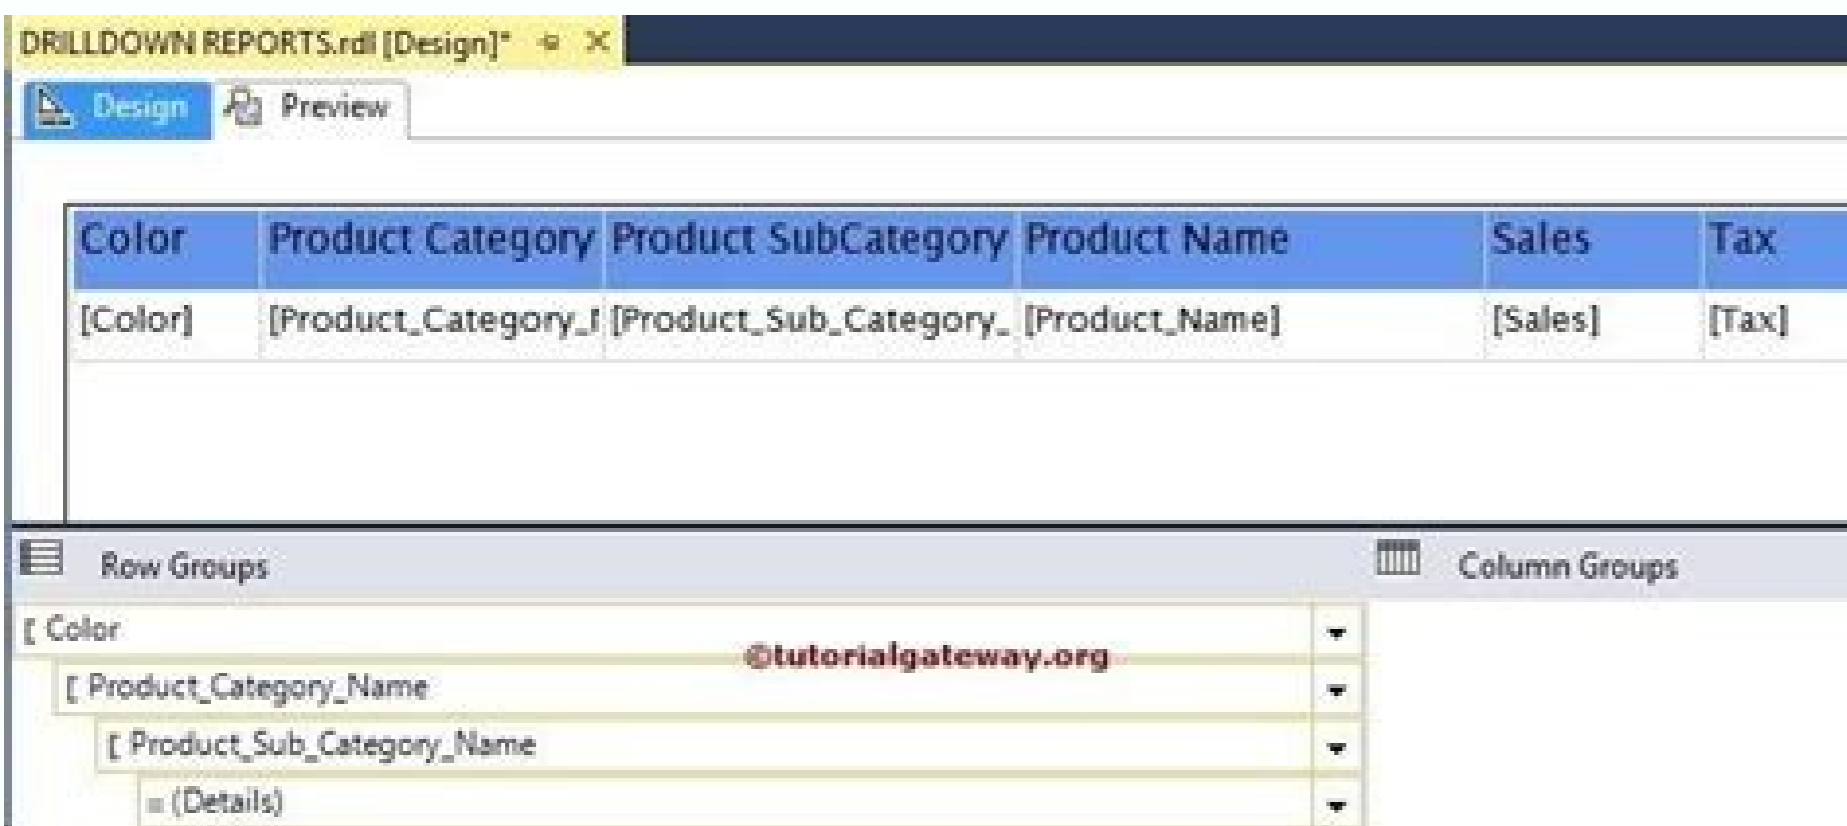 DRILLDOWN REPORTS.rdl [Design]*
Design Preview
Color Product Category Product SubCategory Product Name Sales Tax
[Color] [Product_Category_ [Product_Sub_Category_ [Product_Name] [Sales] [Tax]
Row Groups Column Groups
[ Color
©tutorialgateway.org
[ Product_Category_Name
[ Product_Sub_Category_Name
= (Details)